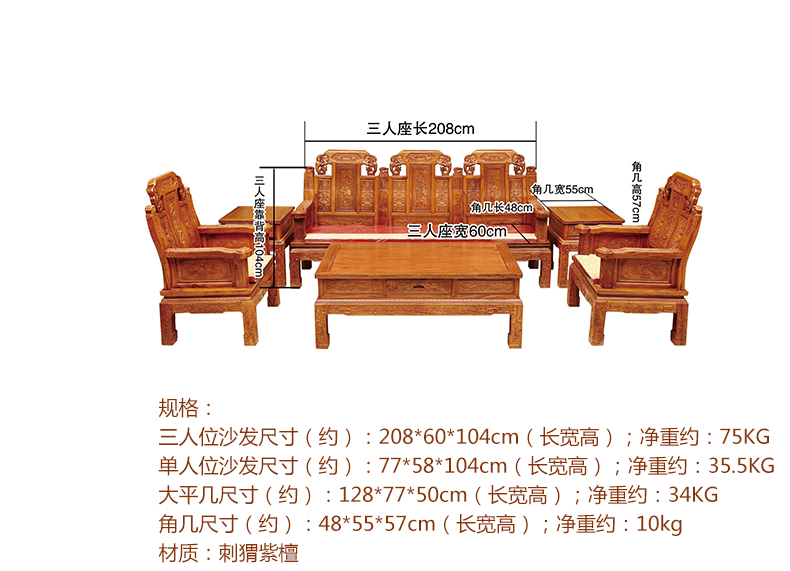 三人座长208cm
三人座靠背高104cm
角几宽55cm
角几长48cm
角几高57cm
三人座宽60cm
规格：
三人位沙发尺寸（约）：208*60*104cm（长宽高）；净重约：75KG
单人位沙发尺寸（约）：77*58*104cm（长宽高）；净重约：35.5KG
大平几尺寸（约）：128*77*50cm（长宽高）；净重约：34KG
角几尺寸（约）：48*55*57cm（长宽高）；净重约：10kg
材质：刺猬紫檀